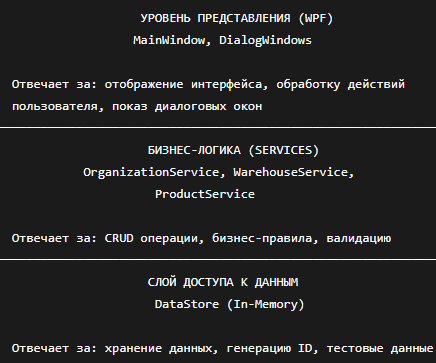 УРОВЕНЬ ПРЕДСТАВЛЕНИЯ (WPF)
MainWindow, DialogWindows
Отвечает за: отображение интерфейса, обработку действий
пользователя, показ диалоговых окон
БИЗНЕС-ЛОГИКА (SERVICES)
OrganizationService, WarehouseService,
ProductService
Отвечает за: CRUD операции, бизнес-правила, валидацию
СЛОЙ ДОСТУПА К ДАННЫМ
DataStore (In-Memory)
Отвечает за: хранение данных, генерацию ID, тестовые данные